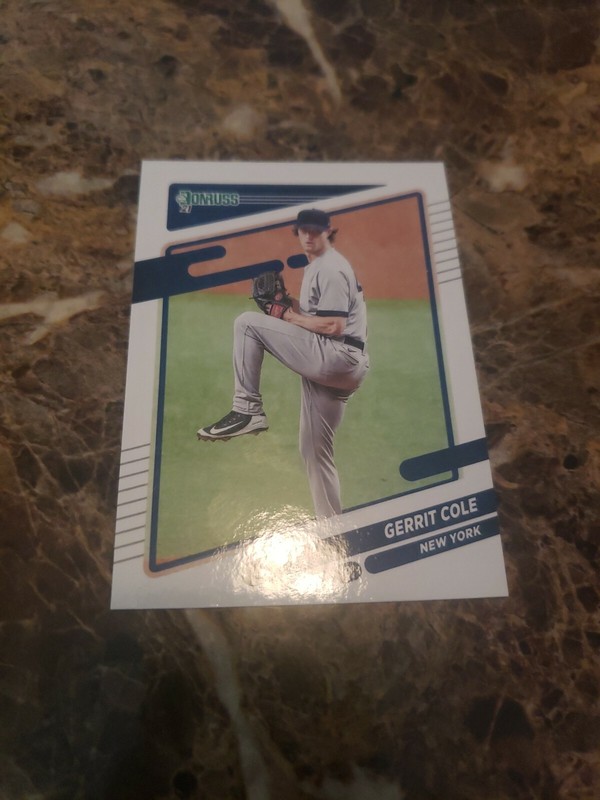 DONRUSS
21
GERRIT COLE
NEW YORK